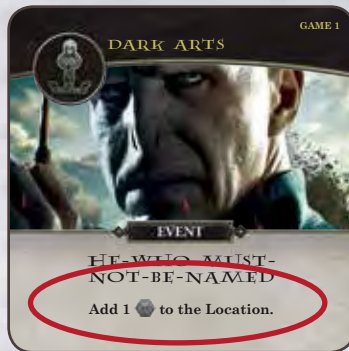 GAME 1
DARK ARTS
EVENT
HE-WHO-MUST-
NOT-BE-NAMED
Add 1 to the Location.